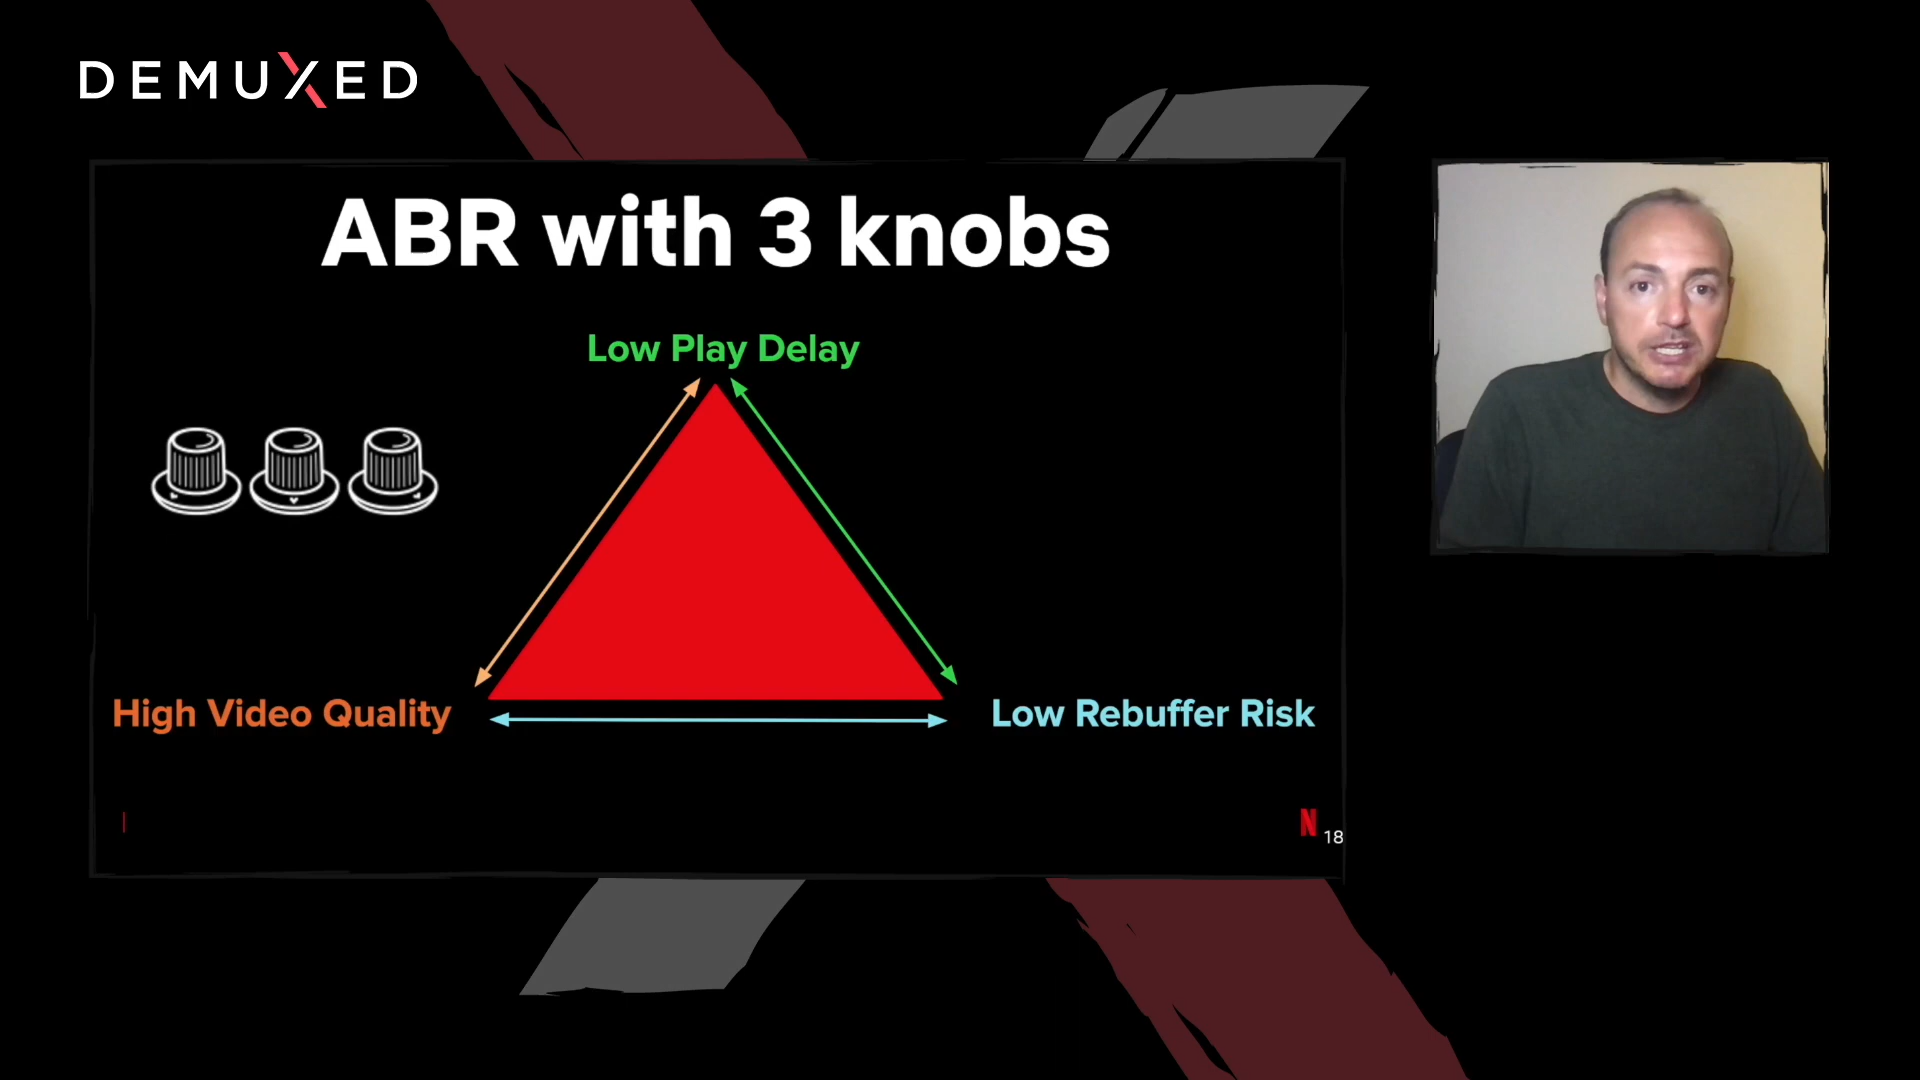 DEMUXED
ABR with 3 knobs
Low Play Delay
High Video Quality
Low Rebuffer Risk
N
18